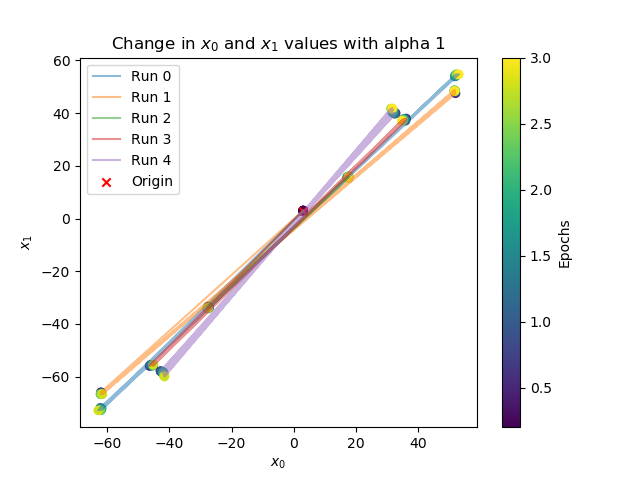 Change in x₀ and x₁ values with alpha 1
60
40
20
0
−20
−40
−60
x₁
Run 0
Run 1
Run 2
Run 3
Run 4
Origin
−60
−40
−20
0
20
40
x₀
3.0
2.5
2.0
1.5
1.0
0.5
Epochs